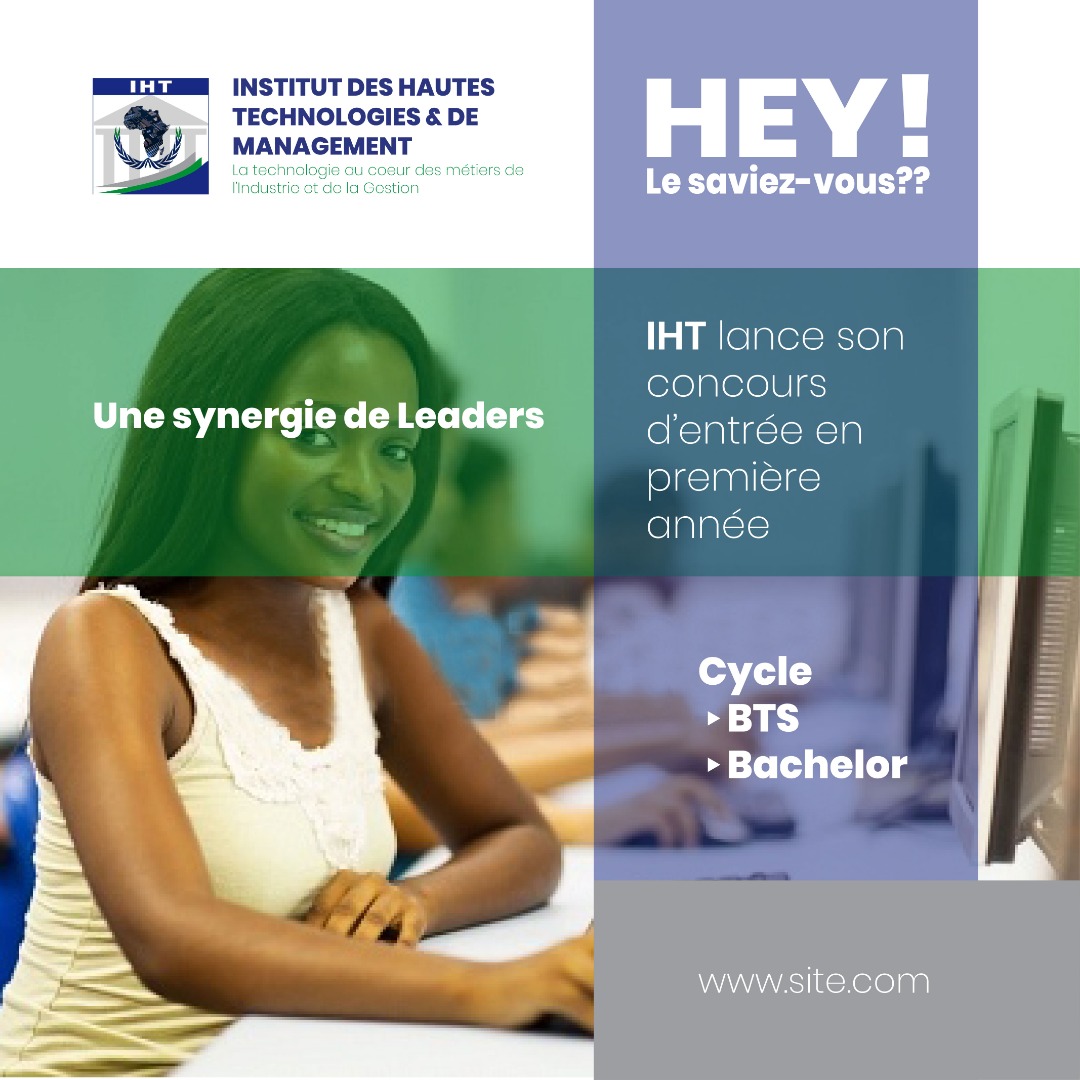 IHT
INSTITUT DES HAUTES
TECHNOLOGIES & DE
MANAGEMENT
La technologie au coeur des métiers de
l'Industrie et de la Gestion
HEY!
Le saviez-vous??
Une synergie de Leaders
IHT lance son
concours
d'entrée en
première
année
Cycle
▸BTS
▸Bachelor
www.site.com